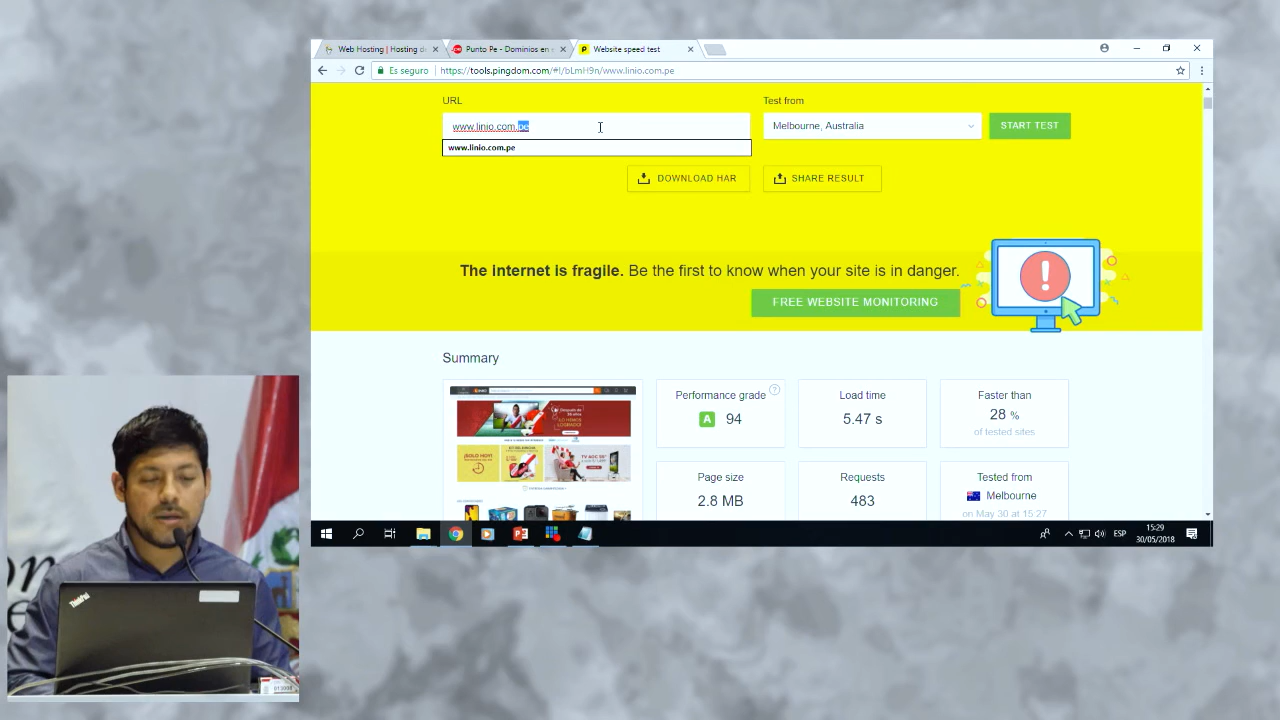 Web Hosting | Hosting de
Punto Pe - Dominios en
Website speed test
Es seguro
https://tools.pingdom.com/#!/bLmH9n/www.linio.com.pe
URL
Test from
www.linio.com.pe
Melbourne, Australia
START TEST
www.linio.com.pe
DOWNLOAD HAR
SHARE RESULT
The internet is fragile. Be the first to know when your site is in danger.
FREE WEBSITE MONITORING
Summary
Performance grade ?
A 94
Load time
5.47 s
Faster than
28 %
of tested sites
Page size
2.8 MB
Requests
483
Tested from
Melbourne
on May 30 at 15:27
ESP
15:29
30/05/2018
ThinkPad